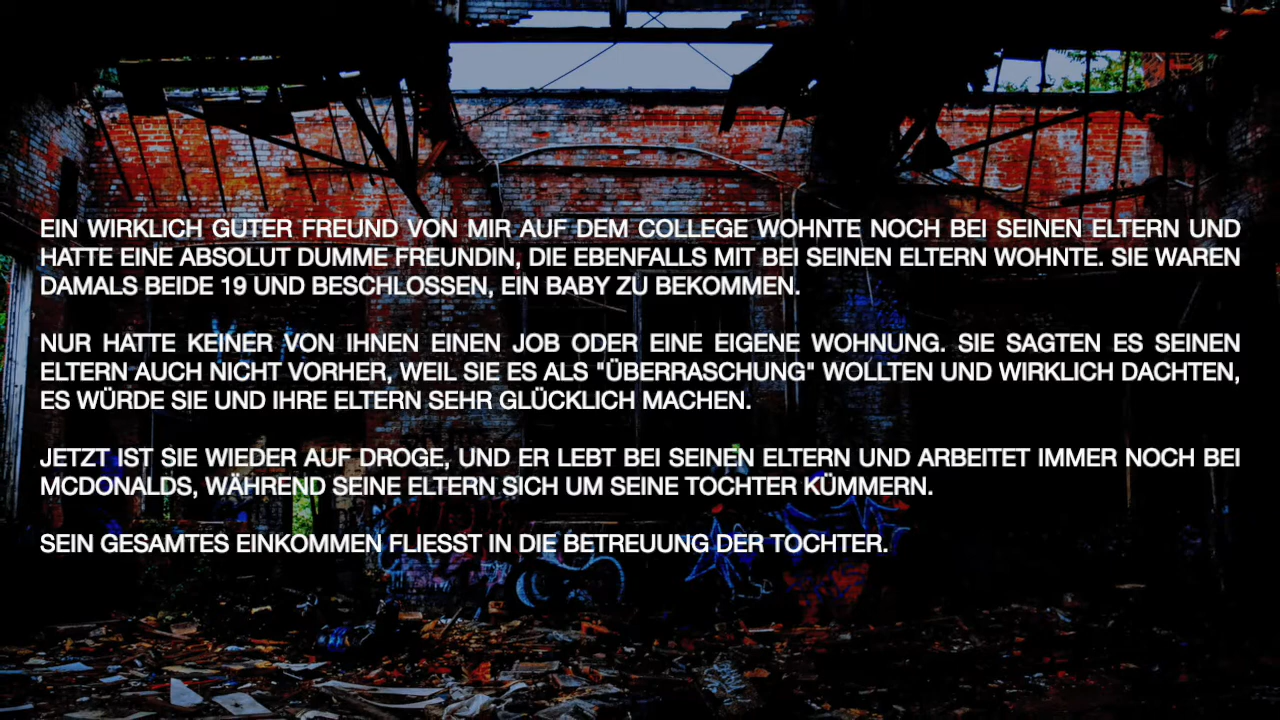 EIN WIRKLICH GUTER FREUND VON MIR AUF DEM COLLEGE WOHNTE NOCH BEI SEINEN ELTERN UND
HATTE EINE ABSOLUT DUMME FREUNDIN, DIE EBENFALLS MIT BEI SEINEN ELTERN WOHNTE. SIE WAREN
DAMALS BEIDE 19 UND BESCHLOSSEN, EIN BABY ZU BEKOMMEN.
NUR HATTE KEINER VON IHNEN EINEN JOB ODER EINE EIGENE WOHNUNG. SIE SAGTEN ES SEINEN
ELTERN AUCH NICHT VORHER, WEIL SIE ES ALS "ÜBERRASCHUNG" WOLLTEN UND WIRKLICH DACHTEN,
ES WÜRDE SIE UND IHRE ELTERN SEHR GLÜCKLICH MACHEN.
JETZT IST SIE WIEDER AUF DROGE, UND ER LEBT BEI SEINEN ELTERN UND ARBEITET IMMER NOCH BEI
MCDONALDS, WÄHREND SEINE ELTERN SICH UM SEINE TOCHTER KÜMMERN.
SEIN GESAMTES EINKOMMEN FLIESST IN DIE BETREUUNG DER TOCHTER.